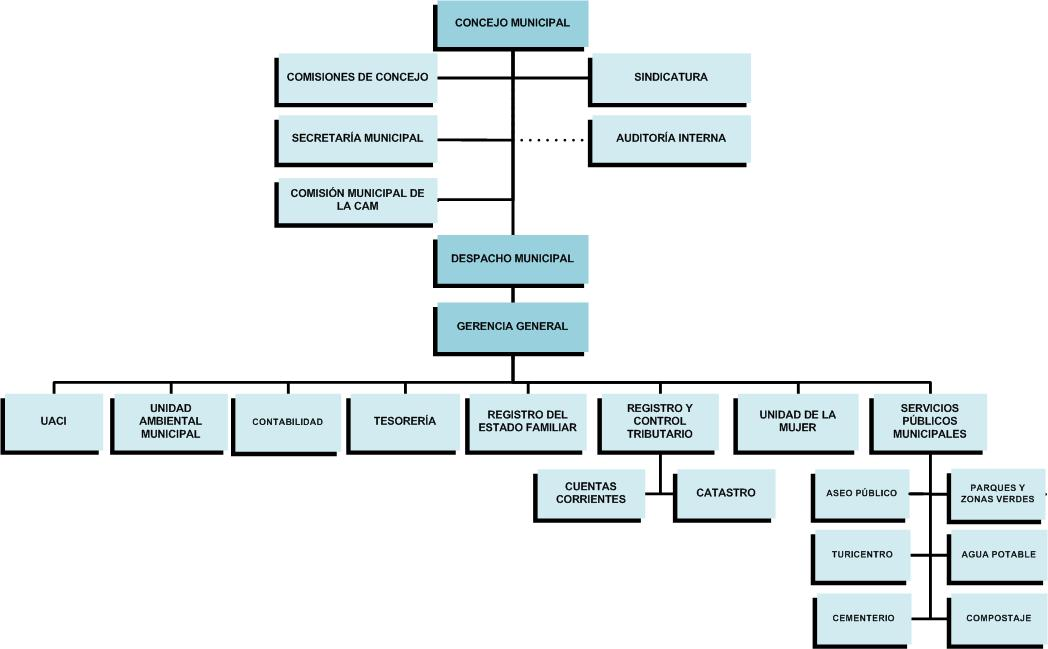 CONCEJO MUNICIPAL
COMISIONES DE CONCEJO
SINDICATURA
SECRETARÍA MUNICIPAL
AUDITORÍA INTERNA
COMISIÓN MUNICIPAL DE
LA CAM
DESPACHO MUNICIPAL
GERENCIA GENERAL
UACI
UNIDAD
AMBIENTAL
MUNICIPAL
CONTABILIDAD
TESORERÍA
REGISTRO DEL
ESTADO FAMILIAR
REGISTRO Y
CONTROL
TRIBUTARIO
UNIDAD DE LA
MUJER
SERVICIOS
PÚBLICOS
MUNICIPALES
CUENTAS
CORRIENTES
CATASTRO
ASEO PÚBLICO
PARQUES Y
ZONAS VERDES
TURICENTRO
AGUA POTABLE
CEMENTERIO
COMPOSTAJE